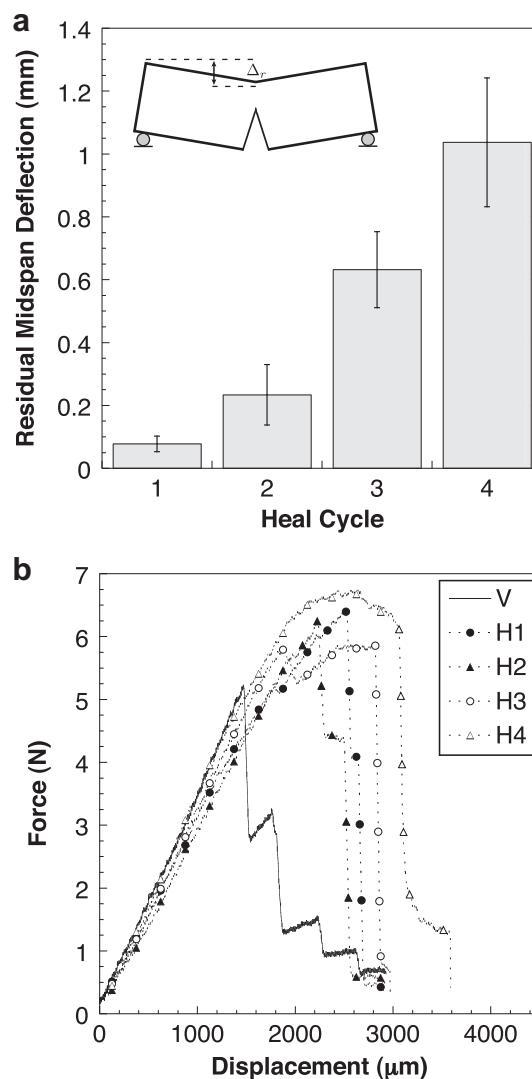 a
1.4
1.2
1
0.8
0.6
0.4
0.2
0
Residual Midspan Deflection (mm)
Δr
1 2 3 4
Heal Cycle
b
7
6
5
4
3
2
1
0
Force (N)
V
H1
H2
H3
H4
0 1000 2000 3000 4000
Displacement (μm)